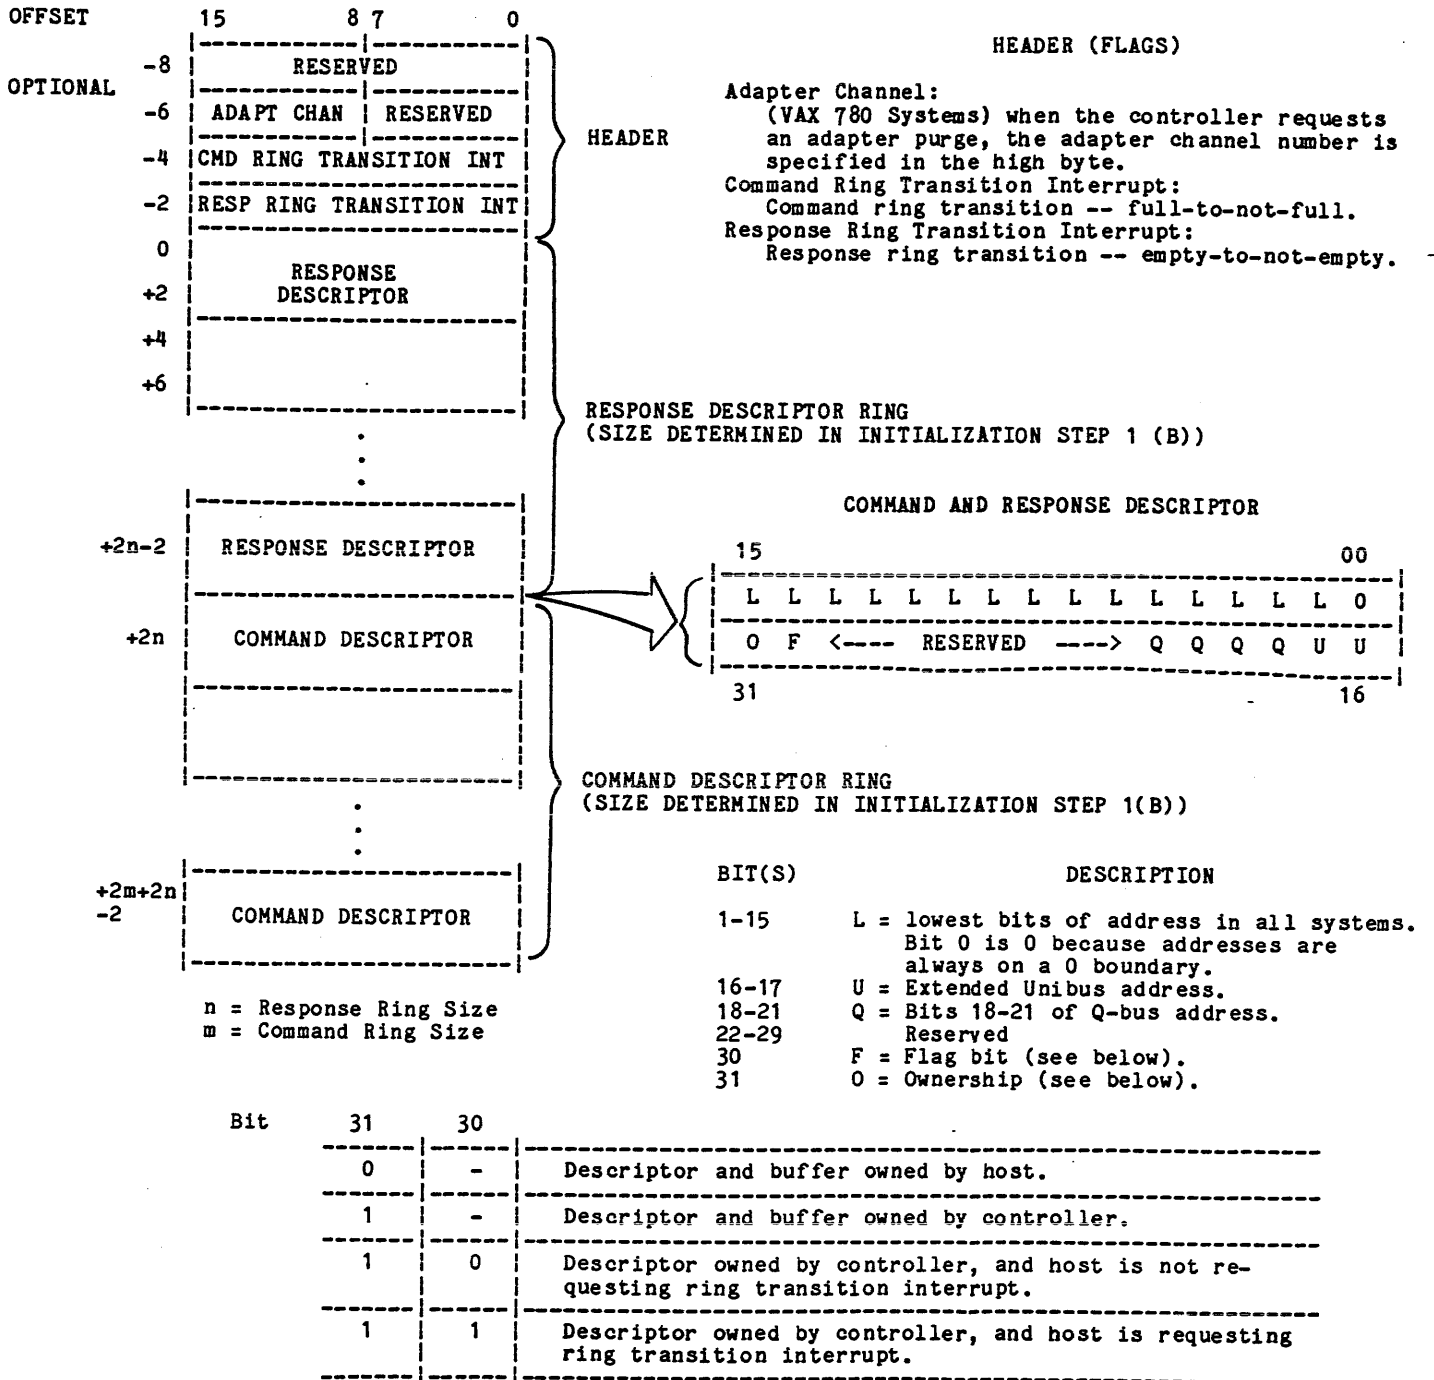 OFFSET 15 8 7 0
-8 RESERVED
OPTIONAL
-6 ADAPT CHAN RESERVED
-4 CMD RING TRANSITION INT
-2 RESP RING TRANSITION INT
0
RESPONSE
+2 DESCRIPTOR
+4
+6
HEADER
HEADER (FLAGS)
Adapter Channel:
(VAX 780 Systems) when the controller requests
an adapter purge, the adapter channel number is
specified in the high byte.
Command Ring Transition Interrupt:
Command ring transition -- full-to-not-full.
Response Ring Transition Interrupt:
Response ring transition -- empty-to-not-empty.
RESPONSE DESCRIPTOR RING
(SIZE DETERMINED IN INITIALIZATION STEP 1 (B))
+2n-2 RESPONSE DESCRIPTOR
+2n COMMAND DESCRIPTOR
COMMAND AND RESPONSE DESCRIPTOR
15 00
L L L L L L L L L L L L L L L 0
O F <---- RESERVED ----> Q Q Q Q U U
31 16
COMMAND DESCRIPTOR RING
(SIZE DETERMINED IN INITIALIZATION STEP 1(B))
+2m+2n
-2 COMMAND DESCRIPTOR
n = Response Ring Size
m = Command Ring Size
BIT(S) DESCRIPTION
1-15 L = lowest bits of address in all systems.
Bit 0 is 0 because addresses are
always on a 0 boundary.
16-17 U = Extended Unibus address.
18-21 Q = Bits 18-21 of Q-bus address.
22-29 Reserved
30 F = Flag bit (see below).
31 O = Ownership (see below).
Bit 31 30
0 - Descriptor and buffer owned by host.
1 - Descriptor and buffer owned by controller.
1 0 Descriptor owned by controller, and host is not re-
questing ring transition interrupt.
1 1 Descriptor owned by controller, and host is requesting
ring transition interrupt.